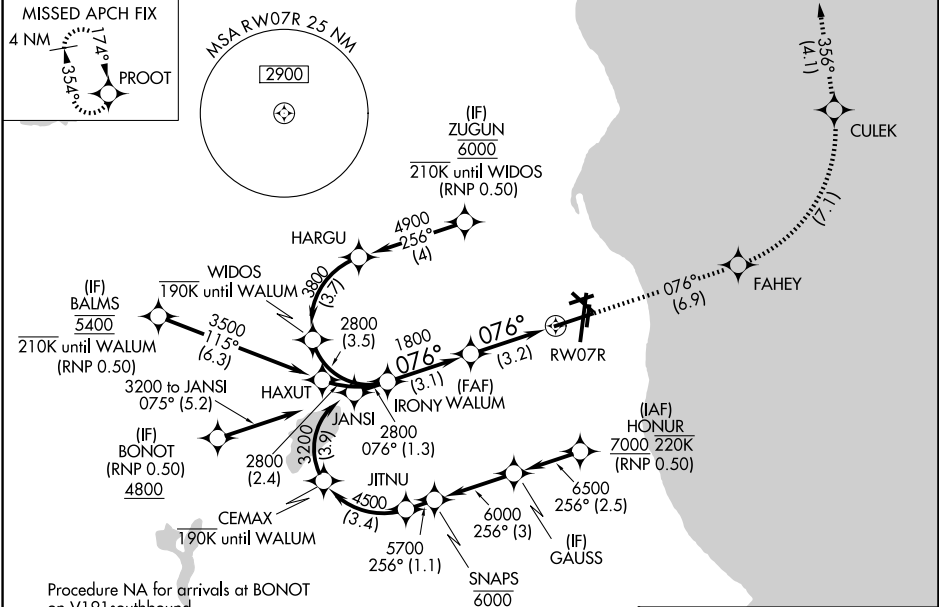 MISSED APCH FIX
4 NM
174°
354°
PROOT
MSA RW07R 25 NM
2900
356°
(4.1)
CULEK
(7.1)
(IF)
ZUGUN
6000
210K until WIDOS
(RNP 0.50)
4900
256°
(4)
HARGU
3800
(3.7)
WIDOS
190K until WALUM
(IF)
BALMS
5400
210K until WALUM
(RNP 0.50)
3500
115°
(6.3)
2800
(3.5)
1800
076°
(3.1)
076°
(3.2)
RW07R
076°
(6.9)
FAHEY
3200 to JANSI
075° (5.2)
HAXUT
JANSI
IRONY
(FAF)
WALUM
(IF)
BONOT
(RNP 0.50)
4800
2800
(2.4)
3200
(3.9)
2800
076° (1.3)
(IAF)
HONUR
7000 220K
(RNP 0.50)
JITNU
4500
(3.4)
CEMAX
190K until WALUM
5700
256° (1.1)
6000
256° (3)
6500
256° (2.5)
(IF)
GAUSS
SNAPS
6000
Procedure NA for arrivals at BONOT
on V191southbound